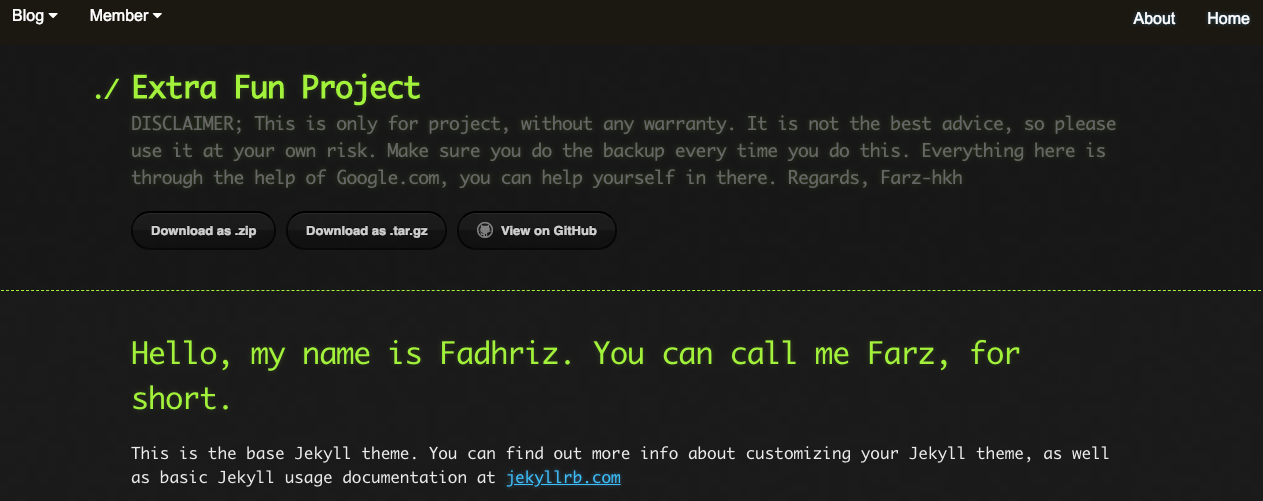 Blog Member About Home
./ Extra Fun Project
DISCLAIMER; This is only for project, without any warranty. It is not the best advice, so please
use it at your own risk. Make sure you do the backup every time you do this. Everything here is
through the help of Google.com, you can help yourself in there. Regards, Farz-hkh
Download as .zip Download as .tar.gz View on GitHub
Hello, my name is Fadhriz. You can call me Farz, for
short.
This is the base Jekyll theme. You can find out more info about customizing your Jekyll theme, as well
as basic Jekyll usage documentation at jekyllrb.com